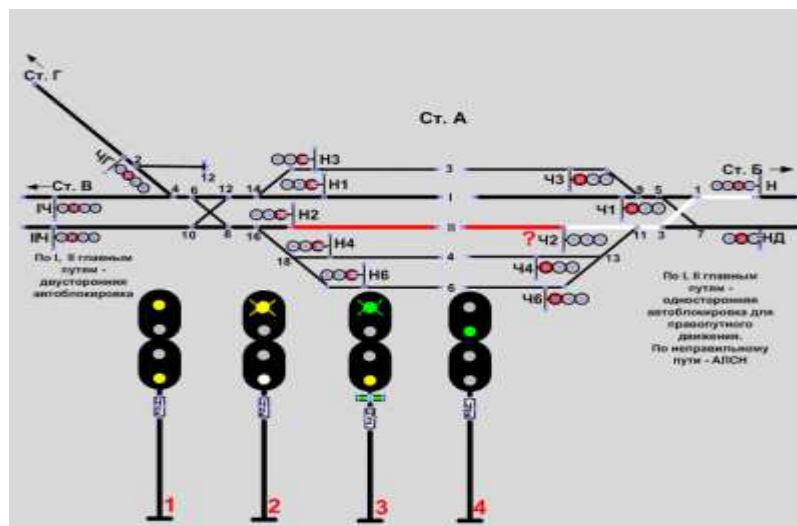 Ст. Г
Ст. А
ЧГ
2
12
Н3
3
Ч3
Ст. Б
Ст. В
4
6
12
14
Н1
I
Ч1
9
5
1
Н
IЧ
Н2
II
?
Ч2
11
3
НД
IIЧ
10
8
16
7
18
Н4
4
Ч4
13
Н6
6
Ч6
По I, II главным
путям -
двусторонняя
автоблокировка
По I, II главным
путям -
односторонняя
автоблокировка для
правопутного
движения.
По неправильному
пути - АЛСН
1
2
3
4